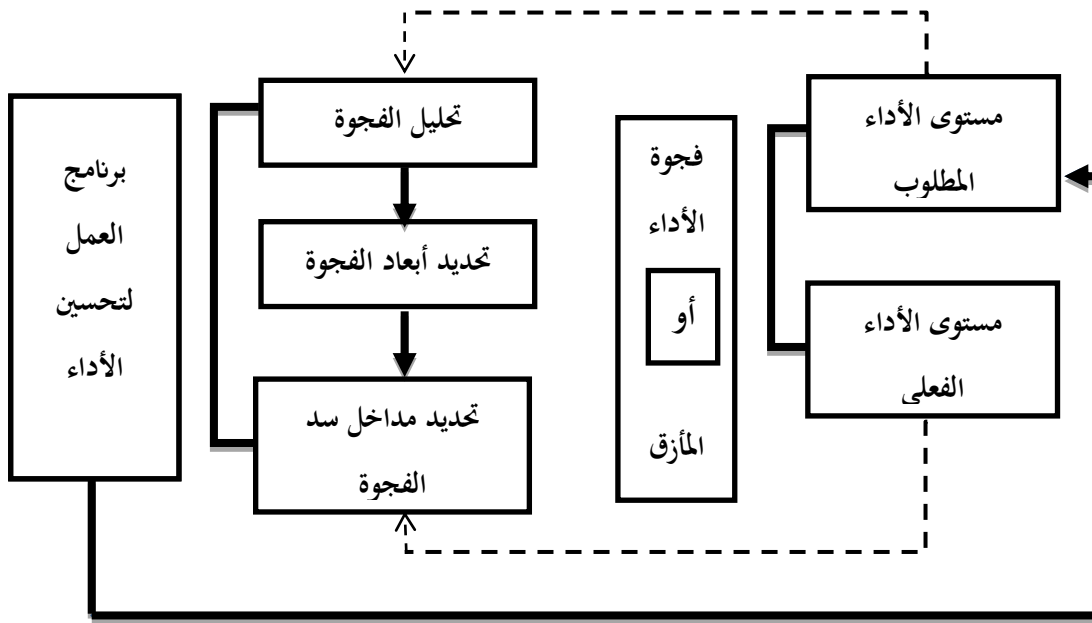 مستوى الأداء
المطلوب
مستوى الأداء
الفعلى
فجوة
الأداء
أو
المأزق
تحليل الفجوة
تحديد أبعاد الفجوة
تحديد مداخل سد
الفجوة
برنامج
العمل
لتحسين
الأداء